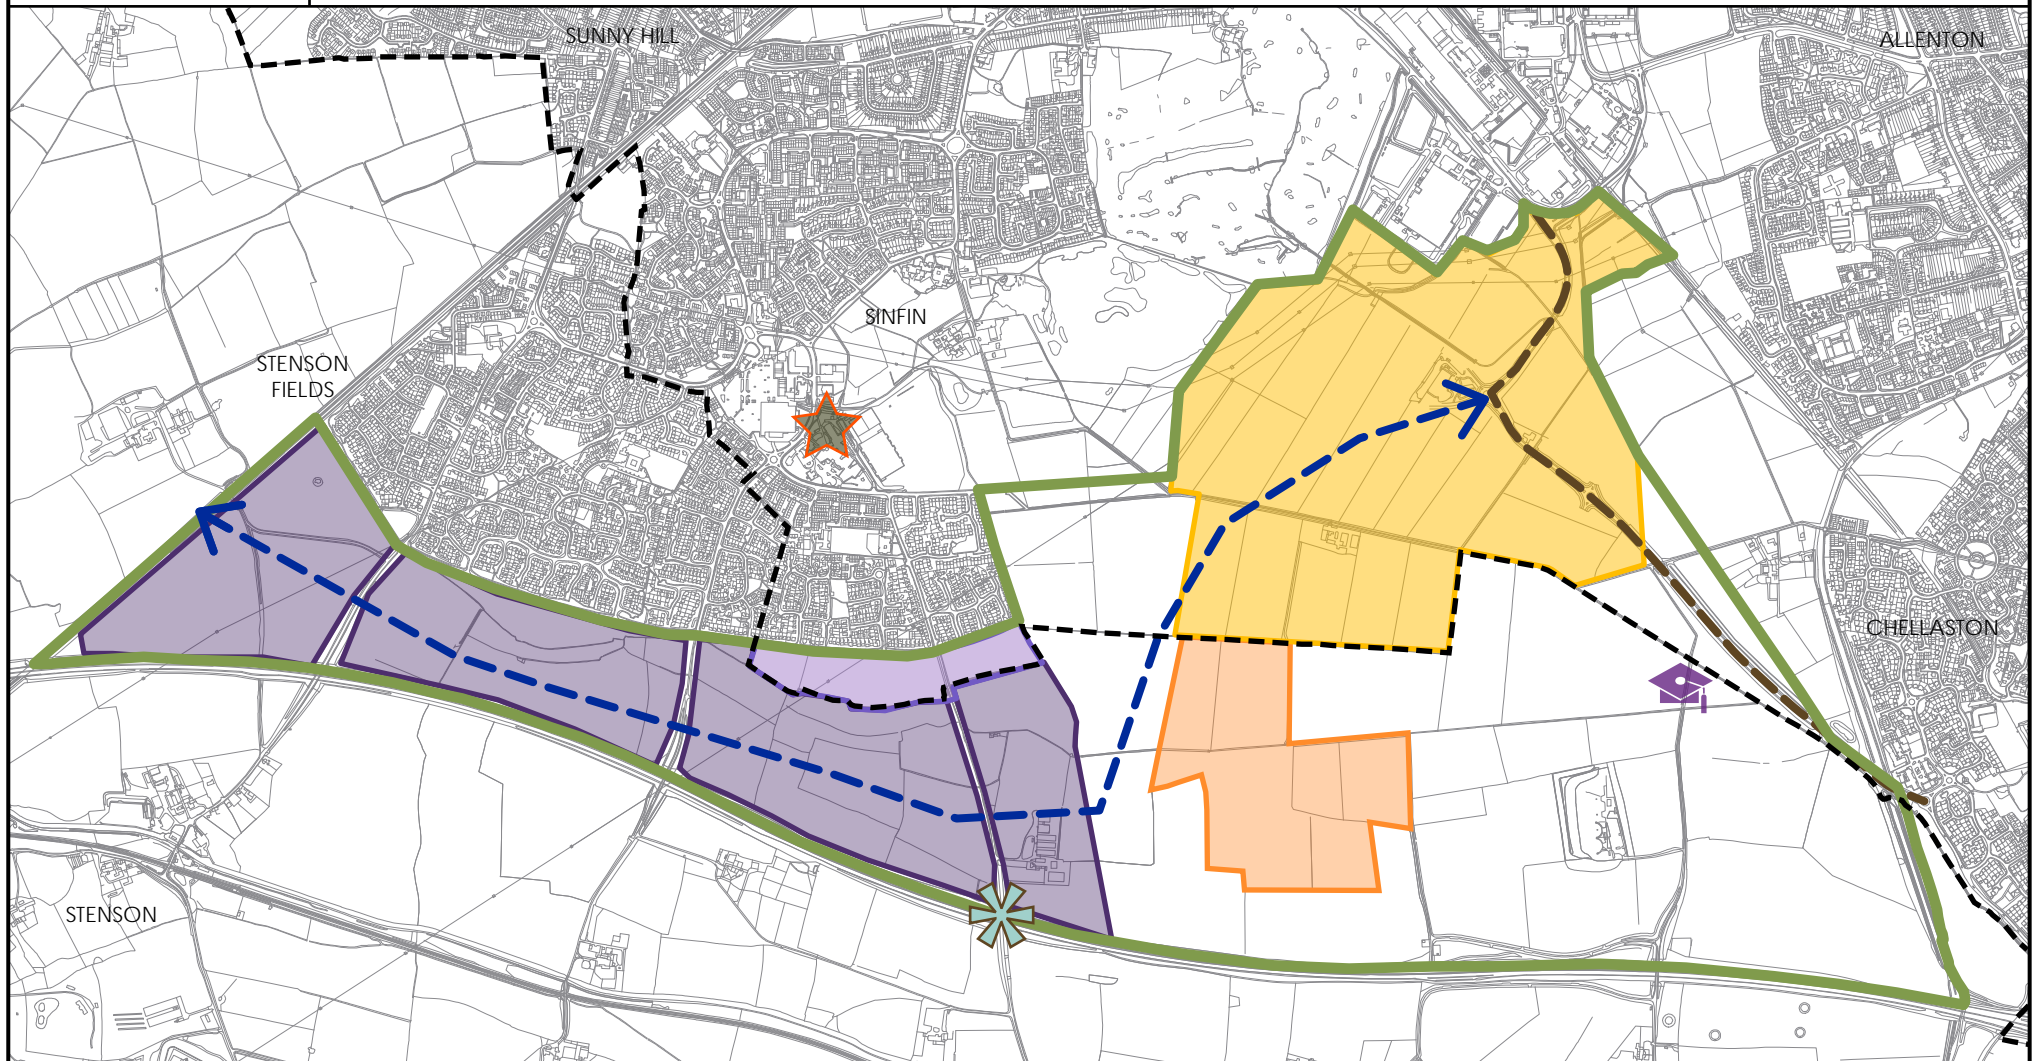 SUNNY HILL
ALLENTON
SINFIN
STENSON
FIELDS
CHELLASTON
STENSON